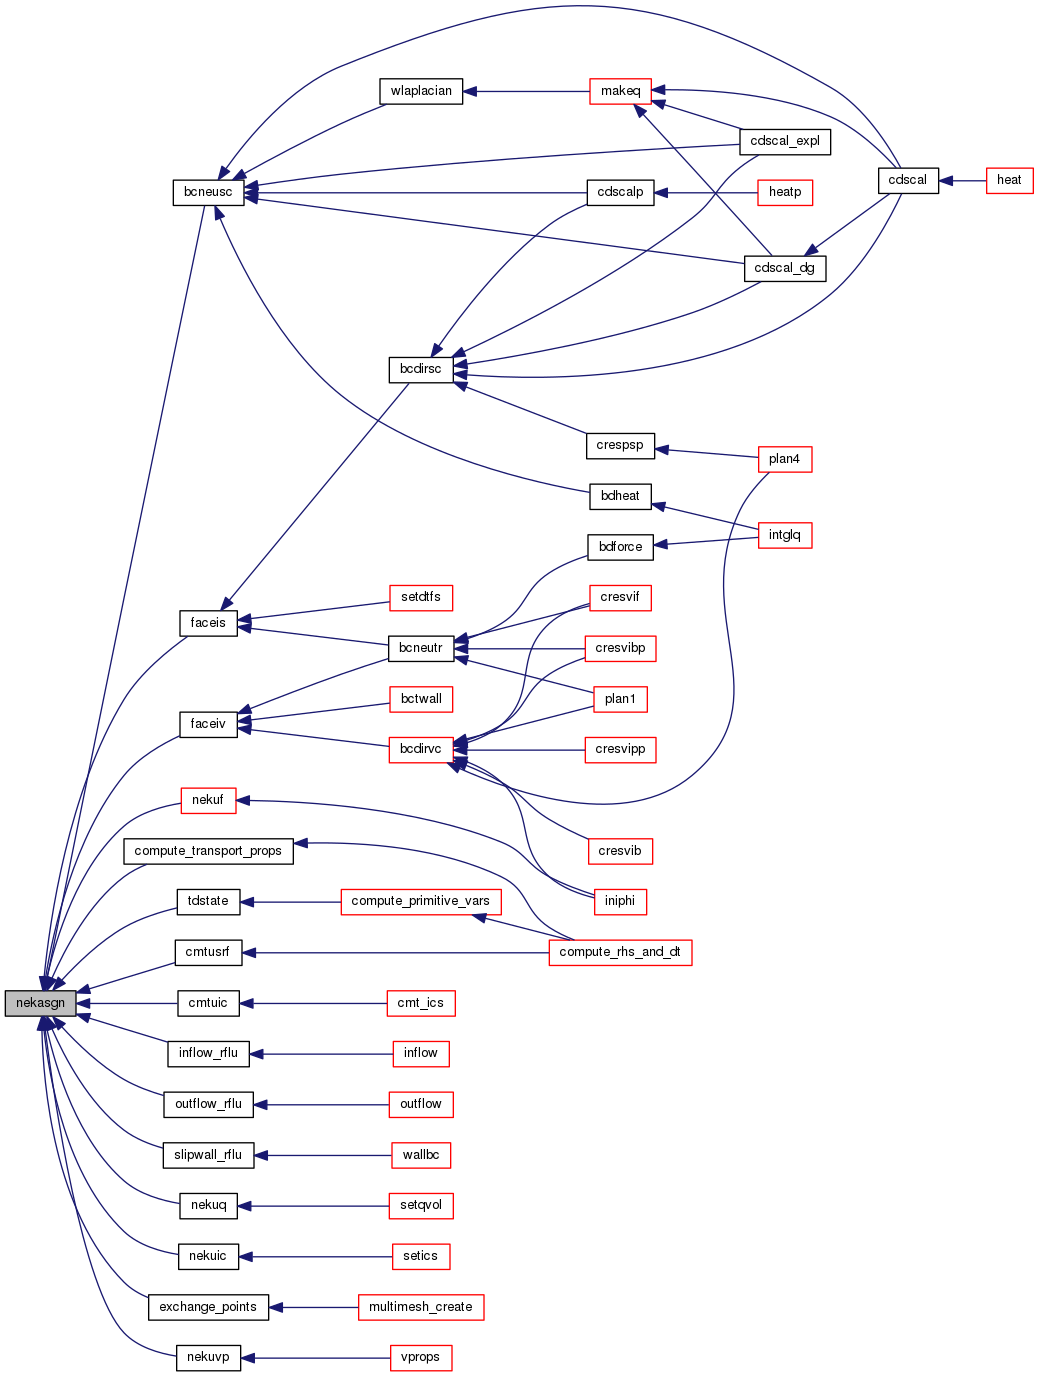 wlaplacian
makeq
cdscal_expl
bcneusc
cdscalp
heatp
cdscal
heat
cdscal_dg
bcdirsc
crespsp
plan4
bdheat
intglq
bdforce
setdtfs
cresvif
faceis
bcneutr
cresvibp
bctwall
plan1
faceiv
bcdirvc
cresvipp
nekuf
compute_transport_props
cresvib
tdstate
compute_primitive_vars
iniphi
cmtusrf
compute_rhs_and_dt
nekasgn
cmtuic
cmt_ics
inflow_rflu
inflow
outflow_rflu
outflow
slipwall_rflu
wallbc
nekuq
setqvol
nekuic
setics
exchange_points
multimesh_create
nekuvp
vprops